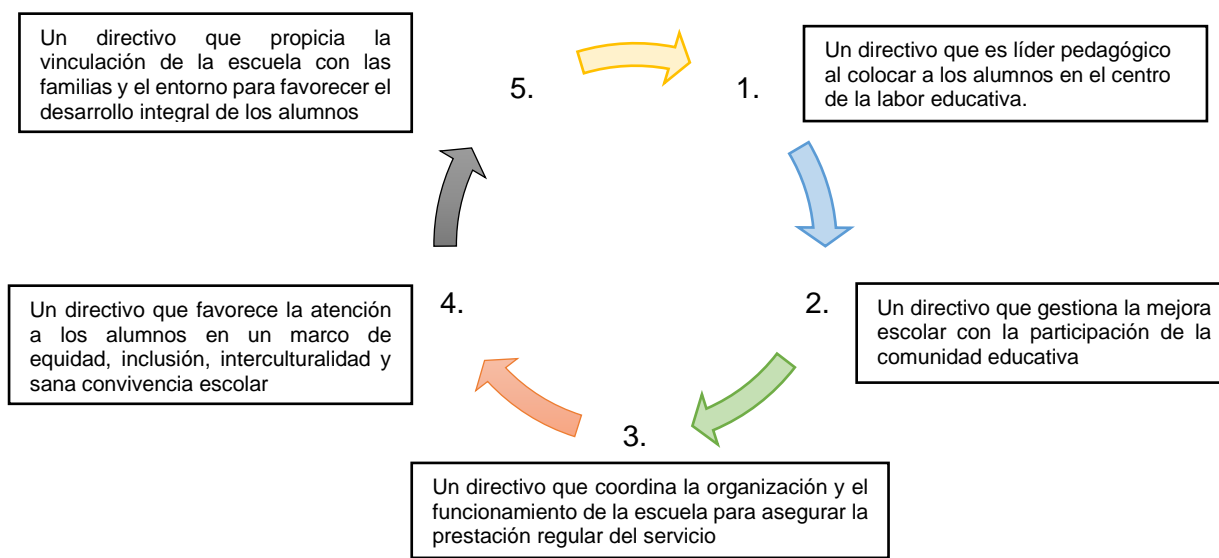 1.
Un directivo que es líder pedagógico
al colocar a los alumnos en el centro
de la labor educativa.
2.
Un directivo que gestiona la mejora
escolar con la participación de la
comunidad educativa
3.
Un directivo que coordina la organización y el
funcionamiento de la escuela para asegurar la
prestación regular del servicio
4.
Un directivo que favorece la atención
a los alumnos en un marco de
equidad, inclusión, interculturalidad y
sana convivencia escolar
5.
Un directivo que propicia la
vinculación de la escuela con las
familias y el entorno para favorecer el
desarrollo integral de los alumnos